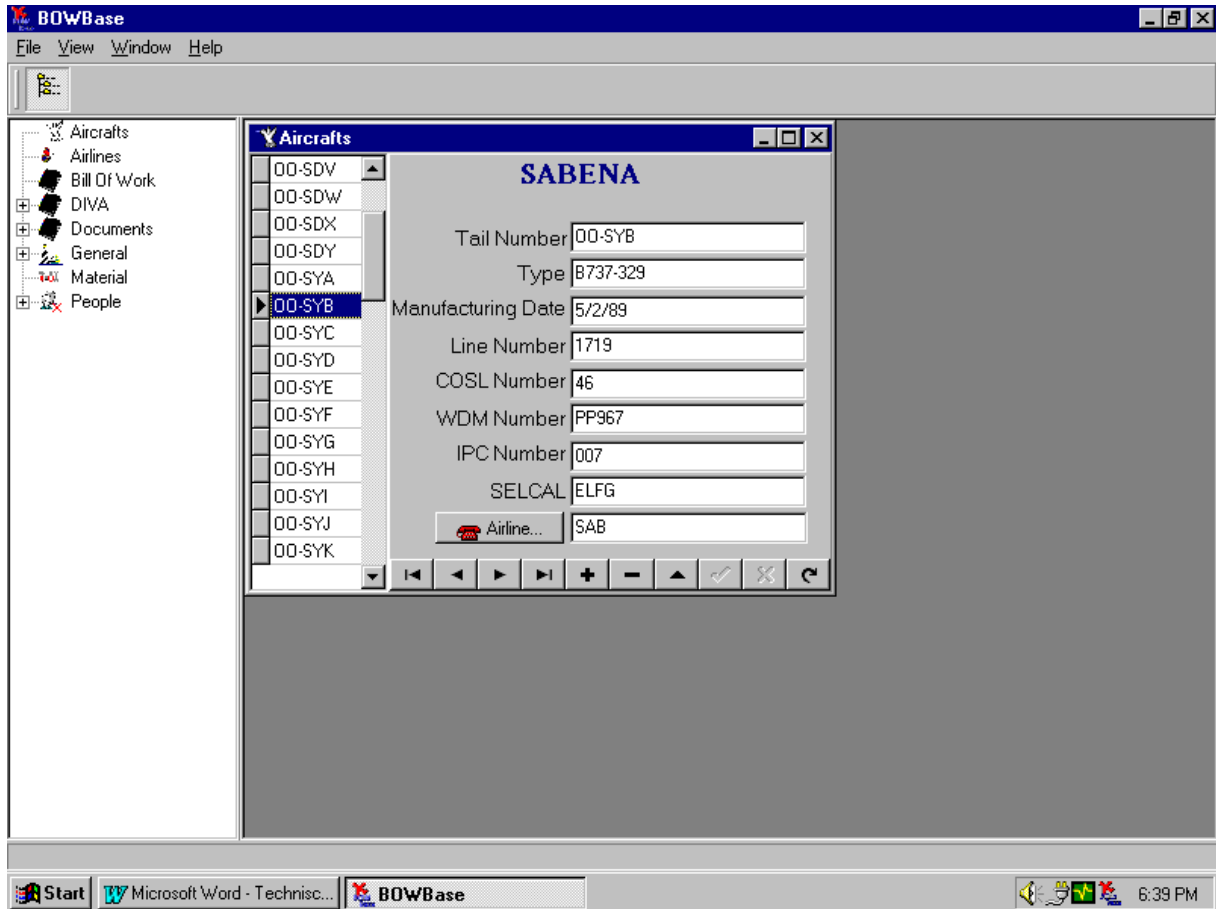 BOWBase
File View Window Help
Aircrafts
Airlines
Bill Of Work
DIVA
Documents
General
Material
People
Aircrafts
OO-SDV
OO-SDW
OO-SDX
OO-SDY
OO-SYA
OO-SYB
OO-SYC
OO-SYD
OO-SYE
OO-SYF
OO-SYG
OO-SYH
OO-SYI
OO-SYJ
OO-SYK
SABENA
Tail Number OO-SYB
Type B737-329
Manufacturing Date 5/2/89
Line Number 1719
COSL Number 46
WDM Number PP967
IPC Number 007
SELCAL ELFG
Airline... SAB
Start Microsoft Word - Technisc... BOWBase 6:39 PM